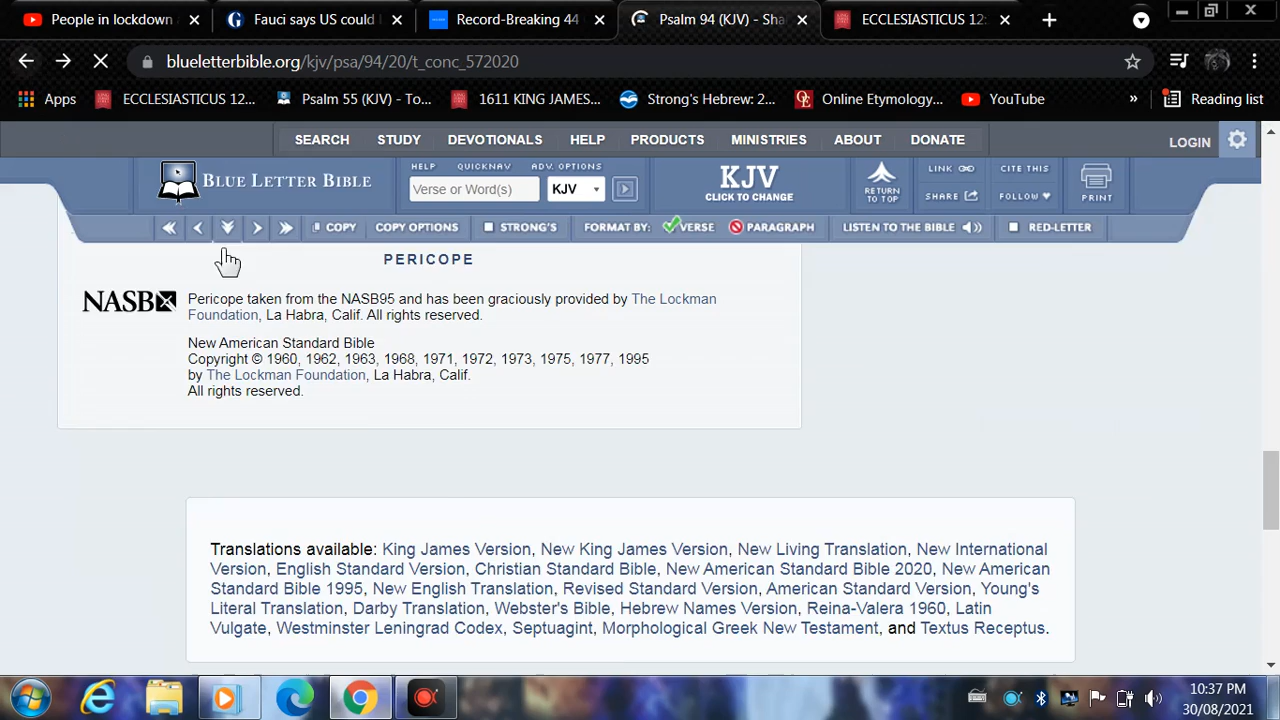 People in lockdown
Fauci says US could
Record-Breaking 44
Psalm 94 (KJV) - Sha
ECCLESIASTICUS 12:
blueletterbible.org/kjv/psa/94/20/t_conc_572020
Apps
ECCLESIASTICUS 12...
Psalm 55 (KJV) - To...
1611 KING JAMES...
Strong's Hebrew: 2...
Online Etymology...
YouTube
»
Reading list
SEARCH STUDY DEVOTIONALS HELP PRODUCTS MINISTRIES ABOUT DONATE
LOGIN
BLUE LETTER BIBLE
HELP QUICKNAV ADV. OPTIONS
Verse or Word(s)
KJV
KJV
CLICK TO CHANGE
RETURN
TO TOP
LINK
CITE THIS
SHARE
FOLLOW
PRINT
COPY COPY OPTIONS STRONG'S FORMAT BY: VERSE PARAGRAPH LISTEN TO THE BIBLE RED-LETTER
PERICOPE
NASB
Pericope taken from the NASB95 and has been graciously provided by The Lockman
Foundation, La Habra, Calif. All rights reserved.
New American Standard Bible
Copyright © 1960, 1962, 1963, 1968, 1971, 1972, 1973, 1975, 1977, 1995
by The Lockman Foundation, La Habra, Calif.
All rights reserved.
Translations available: King James Version, New King James Version, New Living Translation, New International
Version, English Standard Version, Christian Standard Bible, New American Standard Bible 2020, New American
Standard Bible 1995, New English Translation, Revised Standard Version, American Standard Version, Young's
Literal Translation, Darby Translation, Webster's Bible, Hebrew Names Version, Reina-Valera 1960, Latin
Vulgate, Westminster Leningrad Codex, Septuagint, Morphological Greek New Testament, and Textus Receptus.
10:37 PM
30/08/2021